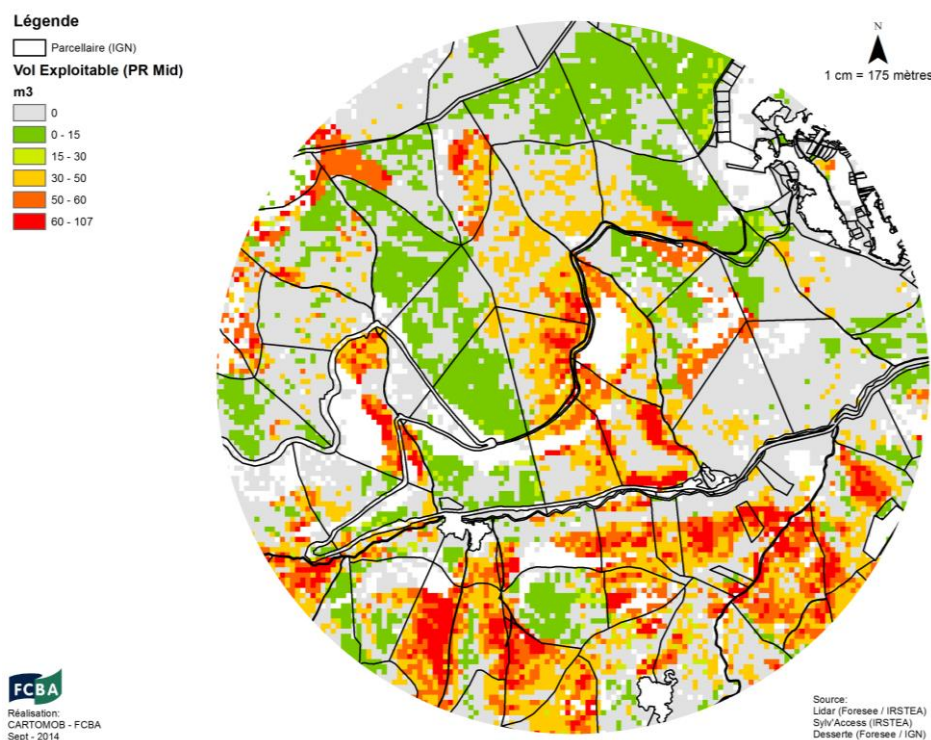 Légende
Parcellaire (IGN)
Vol Exploitable (PR Mid)
m3
0
0 - 15
15 - 30
30 - 50
50 - 60
60 - 107
N
1 cm = 175 mètres
FCBA
Réalisation:
CARTOMOB - FCBA
Sept - 2014
Source:
Lidar (Foresee / IRSTEA)
Sylv'Access (IRSTEA)
Desserte (Foresee / IGN)